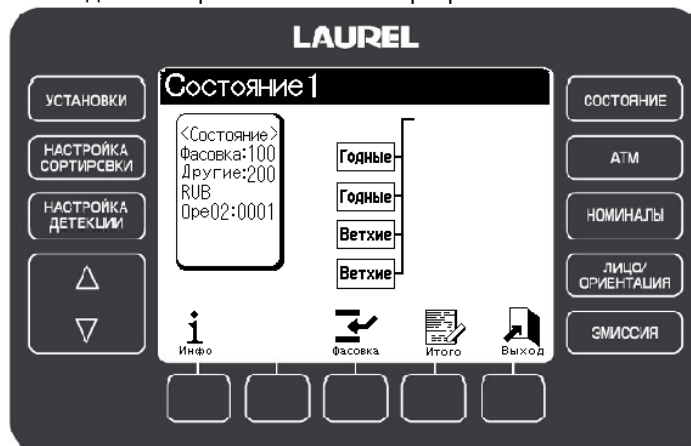 LAUREL
УСТАНОВКИ
НАСТРОЙКА
СОРТИРСВКИ
НАСТРОЙКА
ДЕТЕКЦИИ
Состояние1
<Состояние>
Фасовка:100
Другие:200
RUB
Оре02:0001
Годные
Годные
Ветхие
Ветхие
Инфо
Фасовка
Итого
Выход
СОСТОЯНИЕ
АТМ
НОМИНАЛЫ
ЛИЦО/
ОРИЕНТАЦИЯ
ЭМИССИЯ